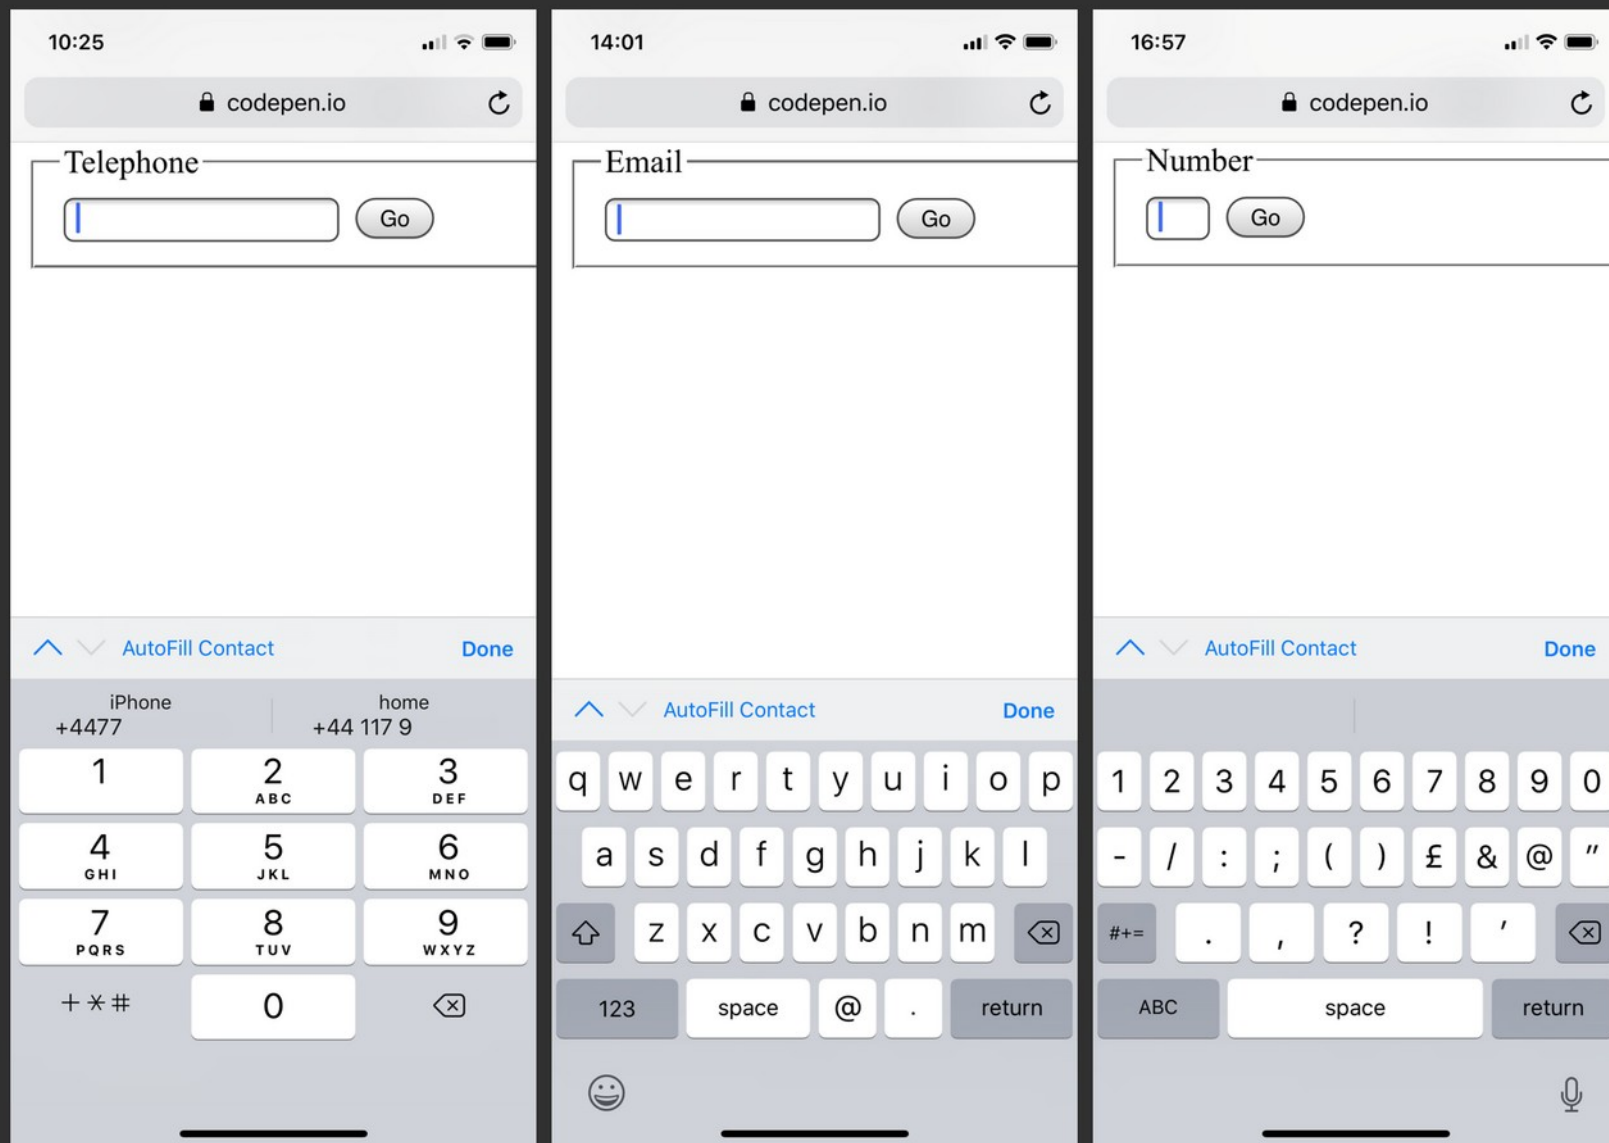 10:25
codepen.io
Telephone
Go
AutoFill Contact Done
iPhone home
+4477 +44 117 9
1 2 3
ABC DEF
4 5 6
GHI JKL MNO
7 8 9
PQRS TUV WXYZ
+ * # 0
14:01
codepen.io
Email
Go
AutoFill Contact Done
q w e r t y u i o p
a s d f g h j k l
z x c v b n m
123 space @ . return
16:57
codepen.io
Number
Go
AutoFill Contact Done
1 2 3 4 5 6 7 8 9 0
- / : ; ( ) £ & @ "
#+= . , ? ! '
ABC space return